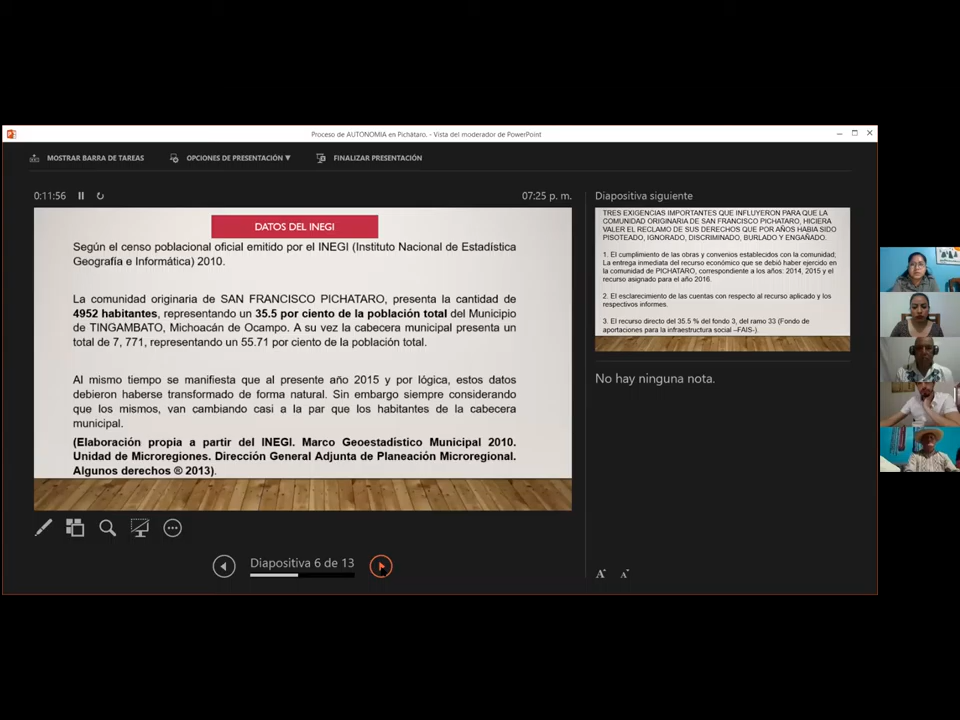 Proceso de AUTONOMIA en Pichátaro. - Vista del moderador de PowerPoint
MOSTRAR BARRA DE TAREAS
OPCIONES DE PRESENTACIÓN ▼
FINALIZAR PRESENTACIÓN
0:11:56
07:25 p. m.
DATOS DEL INEGI
Según el censo poblacional oficial emitido por el INEGI (Instituto Nacional de Estadística
Geografía e Informática) 2010.
La comunidad originaria de SAN FRANCISCO PICHATARO, presenta la cantidad de
4952 habitantes, representando un 35.5 por ciento de la población total del Municipio
de TINGAMBATO, Michoacán de Ocampo. A su vez la cabecera municipal presenta un
total de 7, 771, representando un 55.71 por ciento de la población total.
Al mismo tiempo se manifiesta que al presente año 2015 y por lógica, estos datos
debieron haberse transformado de forma natural. Sin embargo siempre considerando
que los mismos, van cambiando casi a la par que los habitantes de la cabecera
municipal.
(Elaboración propia a partir del INEGI. Marco Geoestadístico Municipal 2010.
Unidad de Microregiones. Dirección General Adjunta de Planeación Microregional.
Algunos derechos ® 2013).
Diapositiva 6 de 13
Diapositiva siguiente
TRES EXIGENCIAS IMPORTANTES QUE INFLUYERON PARA QUE LA
COMUNIDAD ORIGINARIA DE SAN FRANCISCO PICHATARO, HICIERA
VALER EL RECLAMO DE SUS DERECHOS QUE POR AÑOS HABIA SIDO
PISOTEADO, IGNORADO, DISCRIMINADO, BURLADO Y ENGAÑADO.
1. El cumplimiento de las obras y convenios establecidos con la comunidad;
La entrega inmediata del recurso económico que se debió haber ejercido en
la comunidad de PICHATARO, correspondiente a los años: 2014, 2015 y el
recurso asignado para el año 2016.
2. El esclarecimiento de las cuentas con respecto al recurso aplicado y los
respectivos informes.
3. El recurso directo del 35.5 % del fondo 3, del ramo 33 (Fondo de
aportaciones para la infraestructura social –FAIS-).
No hay ninguna nota.
A A